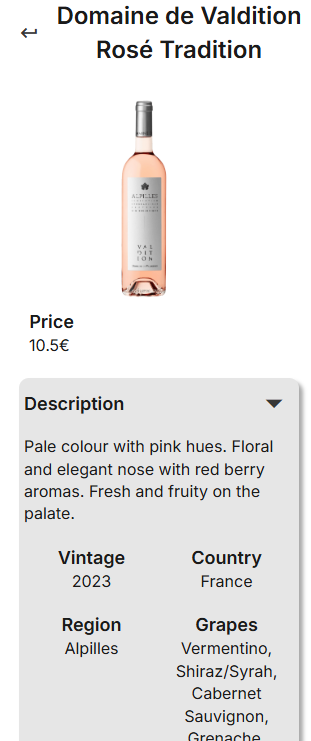 Domaine de Valdition
Rosé Tradition
ALPILLES
VAL
DIT
ION
Price
10.5€
Description
Pale colour with pink hues. Floral
and elegant nose with red berry
aromas. Fresh and fruity on the
palate.
Vintage
2023
Country
France
Region
Alpilles
Grapes
Vermentino,
Shiraz/Syrah,
Cabernet
Sauvignon,
Grenache